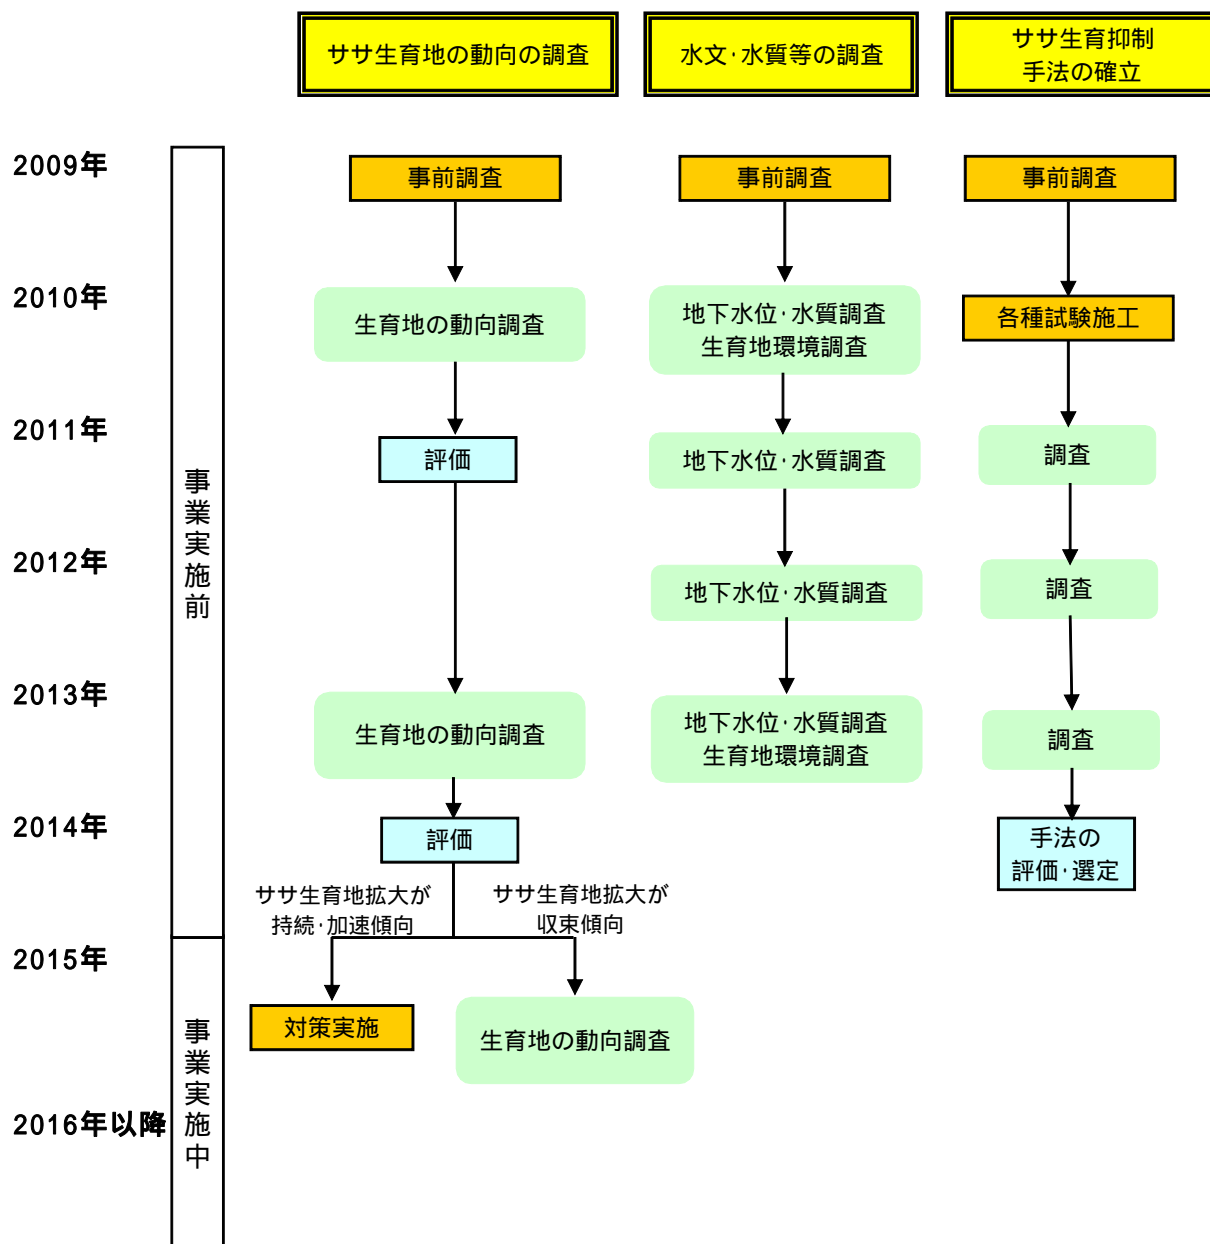 ササ生育地の動向の調査
水文・水質等の調査
ササ生育抑制
手法の確立
2009年
事前調査
事前調査
事前調査
2010年
生育地の動向調査
地下水位・水質調査
生育地環境調査
各種試験施工
2011年
評価
地下水位・水質調査
調査
事業実施前
2012年
地下水位・水質調査
調査
2013年
生育地の動向調査
地下水位・水質調査
生育地環境調査
調査
2014年
評価
手法の
評価・選定
ササ生育地拡大が
持続・加速傾向
ササ生育地拡大が
収束傾向
2015年
対策実施
生育地の動向調査
事業実施中
2016年以降